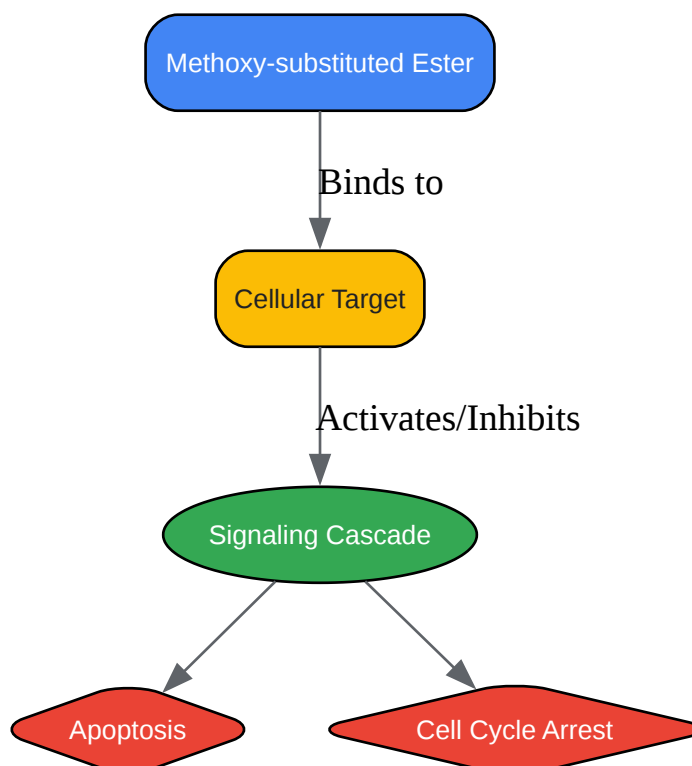 Methoxy-substituted Ester
Binds to
Cellular Target
Activates/Inhibits
Signaling Cascade
Apoptosis
Cell Cycle Arrest